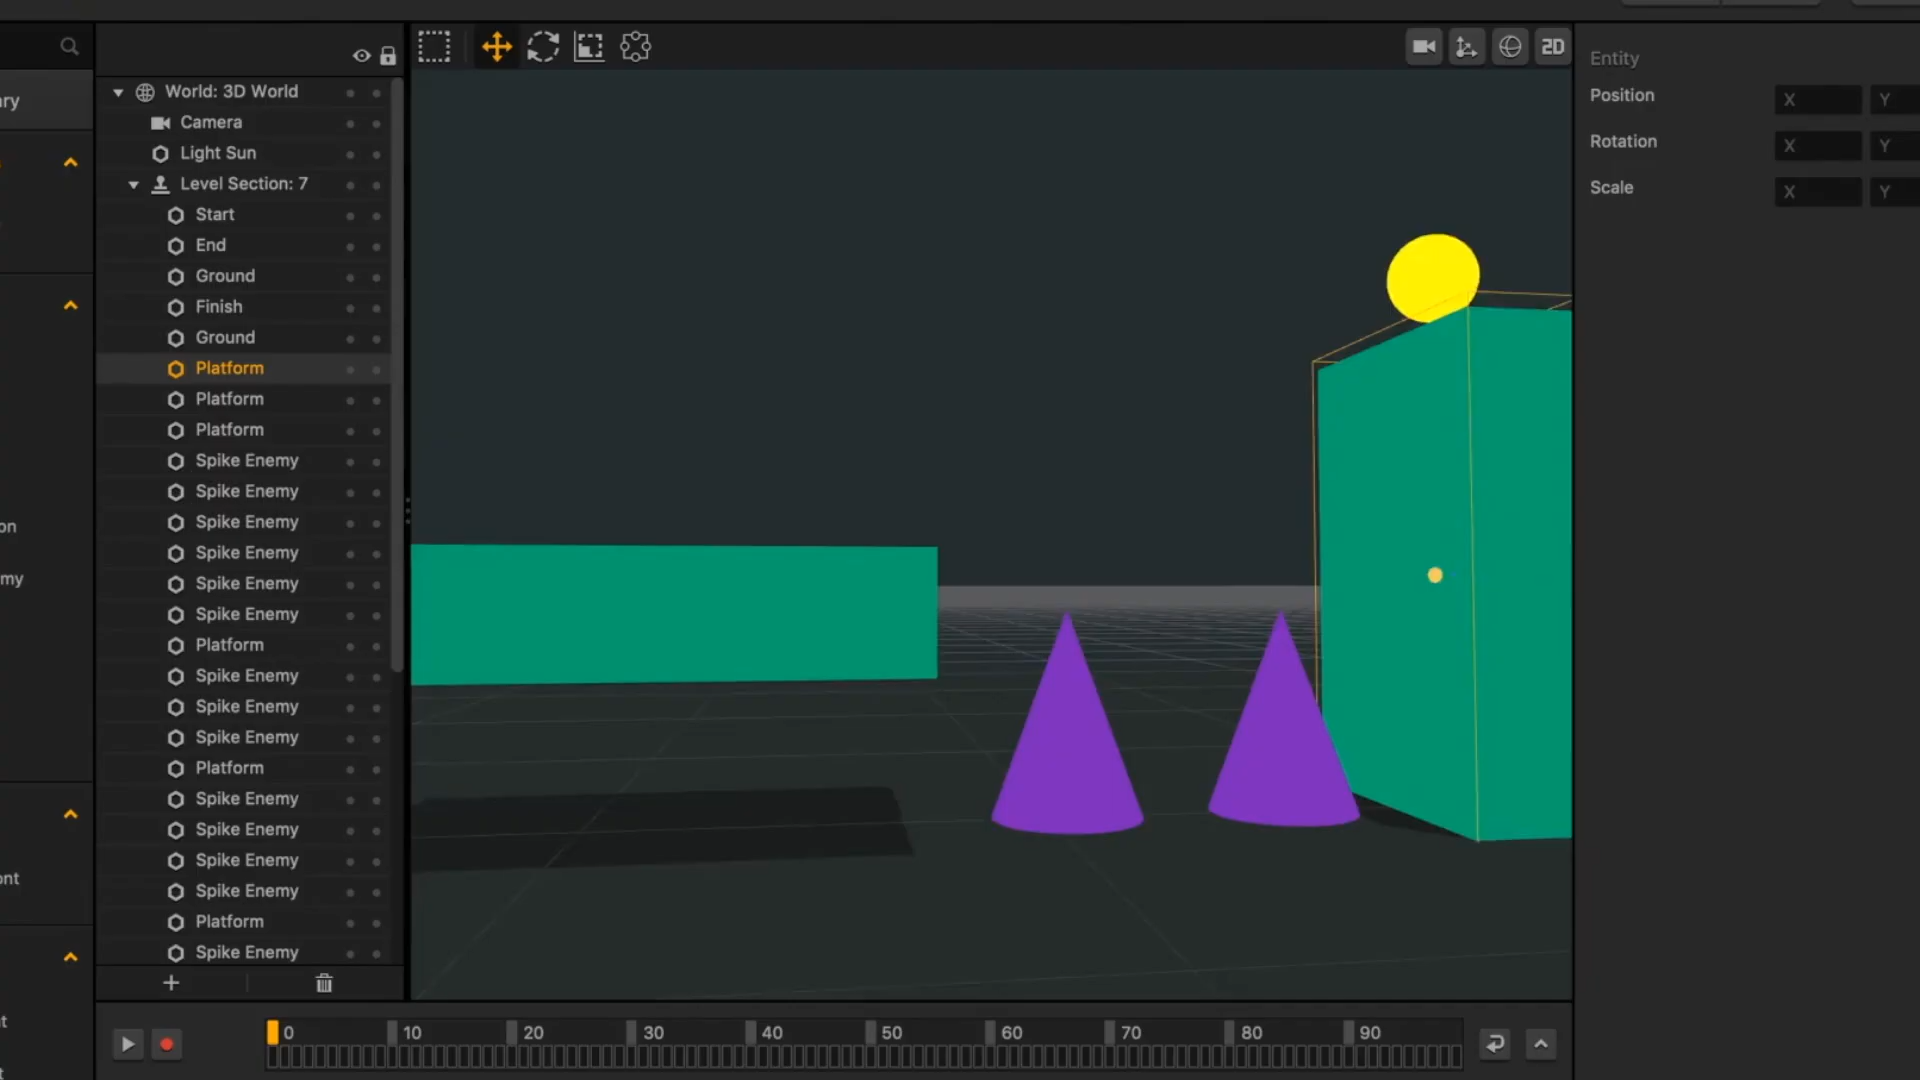 2D
ry
on
my
ont
t
t
World: 3D World
Camera
Light Sun
Level Section: 7
Start
End
Ground
Finish
Ground
Platform
Platform
Platform
Spike Enemy
Spike Enemy
Spike Enemy
Spike Enemy
Spike Enemy
Spike Enemy
Platform
Spike Enemy
Spike Enemy
Spike Enemy
Platform
Spike Enemy
Spike Enemy
Spike Enemy
Spike Enemy
Platform
Spike Enemy
Entity
Position X Y
Rotation X Y
Scale X Y
0 10 20 30 40 50 60 70 80 90